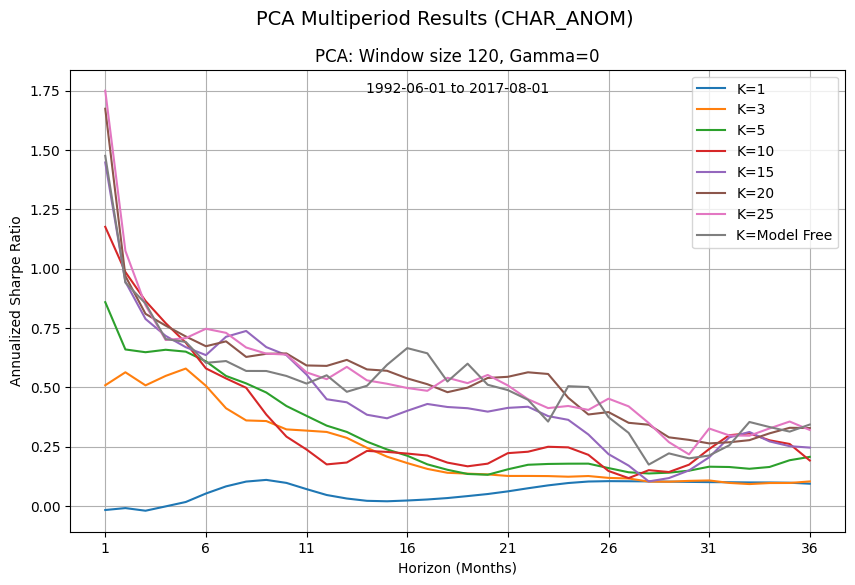 PCA Multiperiod Results (CHAR_ANOM)
PCA: Window size 120, Gamma=0
1992-06-01 to 2017-08-01
K=1
K=3
K=5
K=10
K=15
K=20
K=25
K=Model Free
Annualized Sharpe Ratio
1.75
1.50
1.25
1.00
0.75
0.50
0.25
0.00
1 6 11 16 21 26 31 36
Horizon (Months)